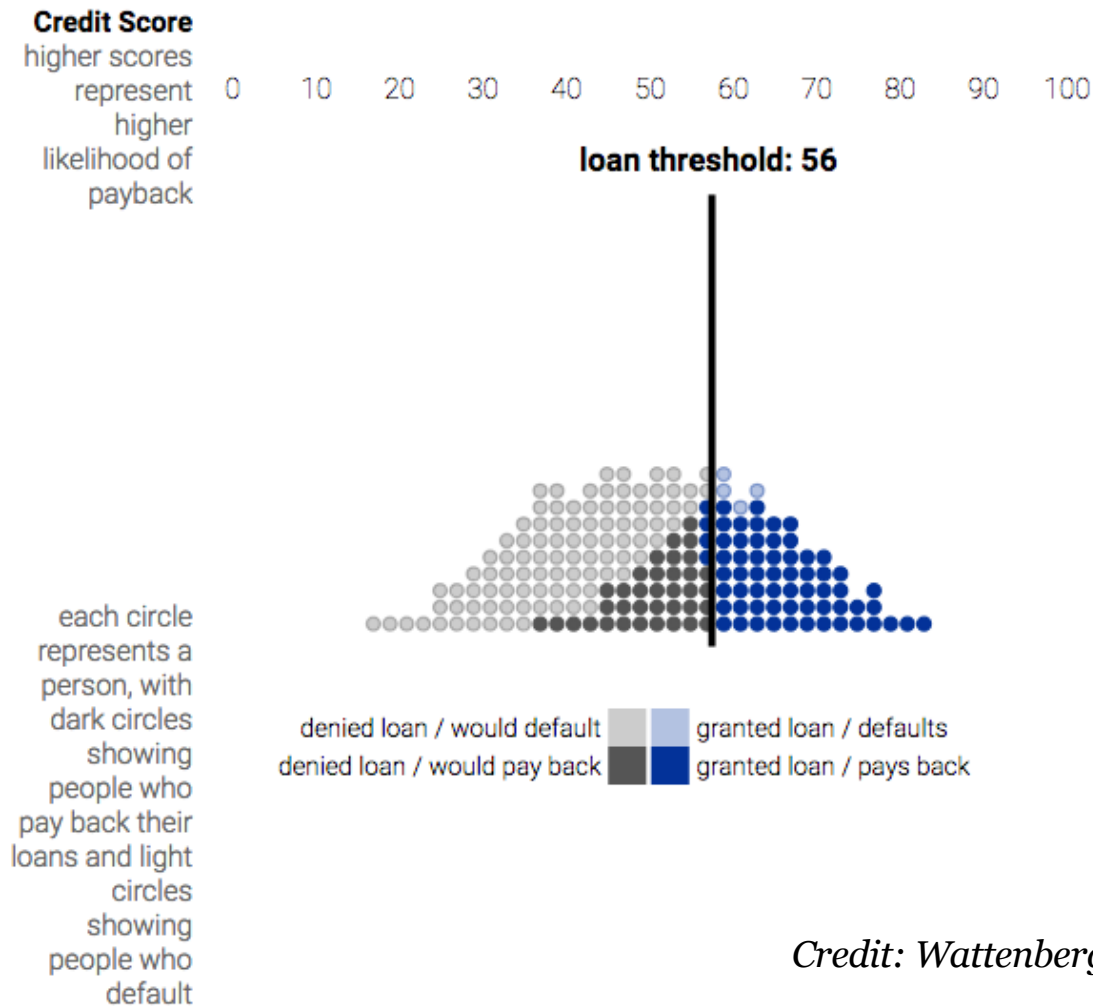 Credit Score
higher scores
represent
higher
likelihood of
payback
0 10 20 30 40 50 60 70 80 90 100
loan threshold: 56
each circle
represents a
person, with
dark circles
showing
people who
pay back their
loans and light
circles
showing
people who
default
denied loan / would default
granted loan / defaults
denied loan / would pay back
granted loan / pays back
Credit: Wattenberg